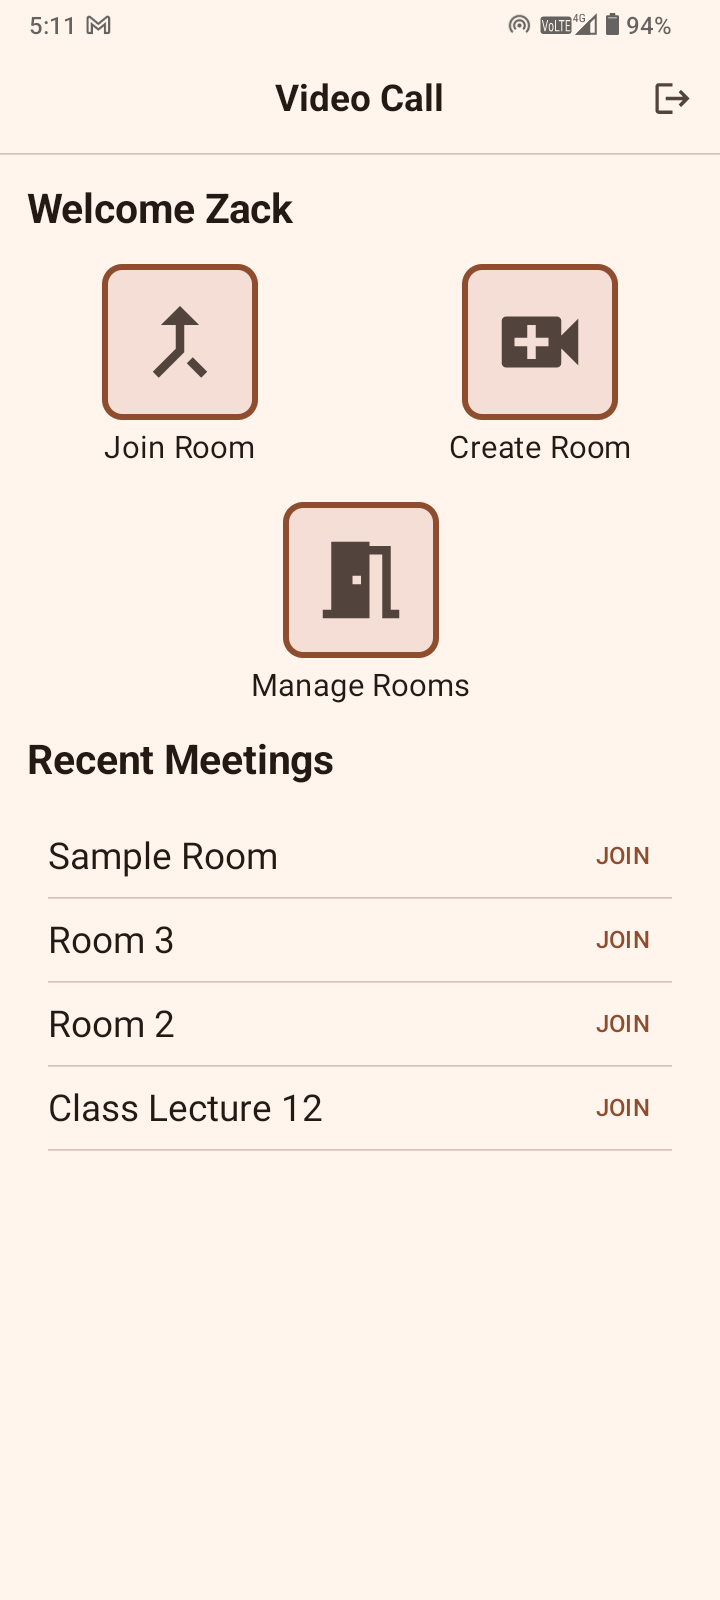 5:11 VoLTE 4G 94%
Video Call
Welcome Zack
Join Room Create Room
Manage Rooms
Recent Meetings
Sample Room JOIN
Room 3 JOIN
Room 2 JOIN
Class Lecture 12 JOIN